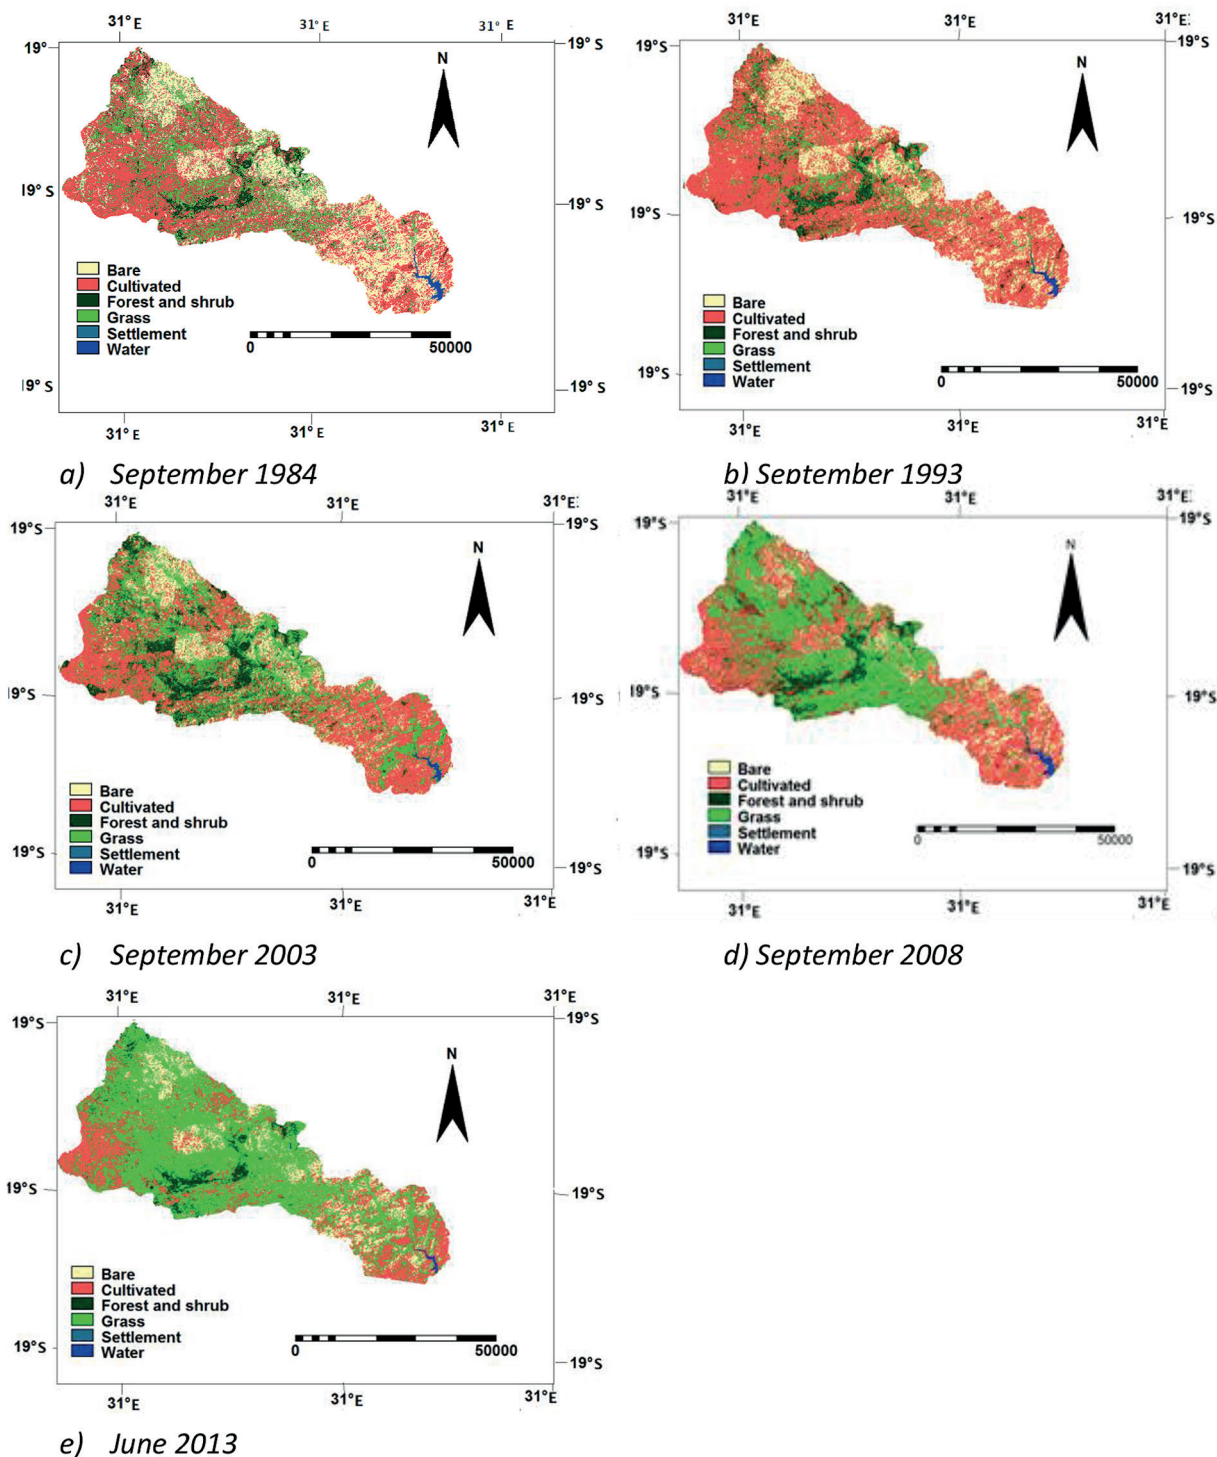 31°E 31°E 31°E
19° 19°S
N
19°S 19°S
Bare
Cultivated
Forest and shrub
Grass
Settlement
Water
0 50000
19°S 19°S
31°E 31°E 31°E
a) September 1984
31°E 31°E 31°E
19°S 19°S
N
19°S 19°S
Bare
Cultivated
Forest and shrub
Grass
Settlement
Water
0 50000
19°S 19°S
31°E 31°E 31°E
b) September 1993
31°E 31°E 31°E
19°S 19°S
N
19°S 19°S
Bare
Cultivated
Forest and shrub
Grass
Settlement
Water
0 50000
19°S 19°S
31°E 31°E 31°E
c) September 2003
31°E 31°E 31°E
19°S 19°S
N
19°S 19°S
Bare
Cultivated
Forest and shrub
Grass
Settlement
Water
0 50000
19°S 19°S
31°E 31°E 31°E
d) September 2008
31°E 31°E 31°E
19°S 19°S
N
19°S 19°S
Bare
Cultivated
Forest and shrub
Grass
Settlement
Water
0 50000
19°S 19°S
31°E 31°E 31°E
e) June 2013